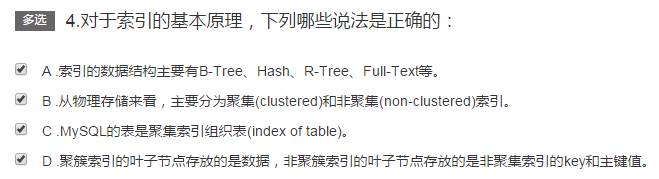 多选 4.对于索引的基本原理，下列哪些说法是正确的：
A .索引的数据结构主要有B-Tree、Hash、R-Tree、Full-Text等。
B .从物理存储来看，主要分为聚集(clustered)和非聚集(non-clustered)索引。
C .MySQL的表是聚集索引组织表(index of table)。
D .聚簇索引的叶子节点存放的是数据，非聚簇索引的叶子节点存放的是非聚集索引的key和主键值。